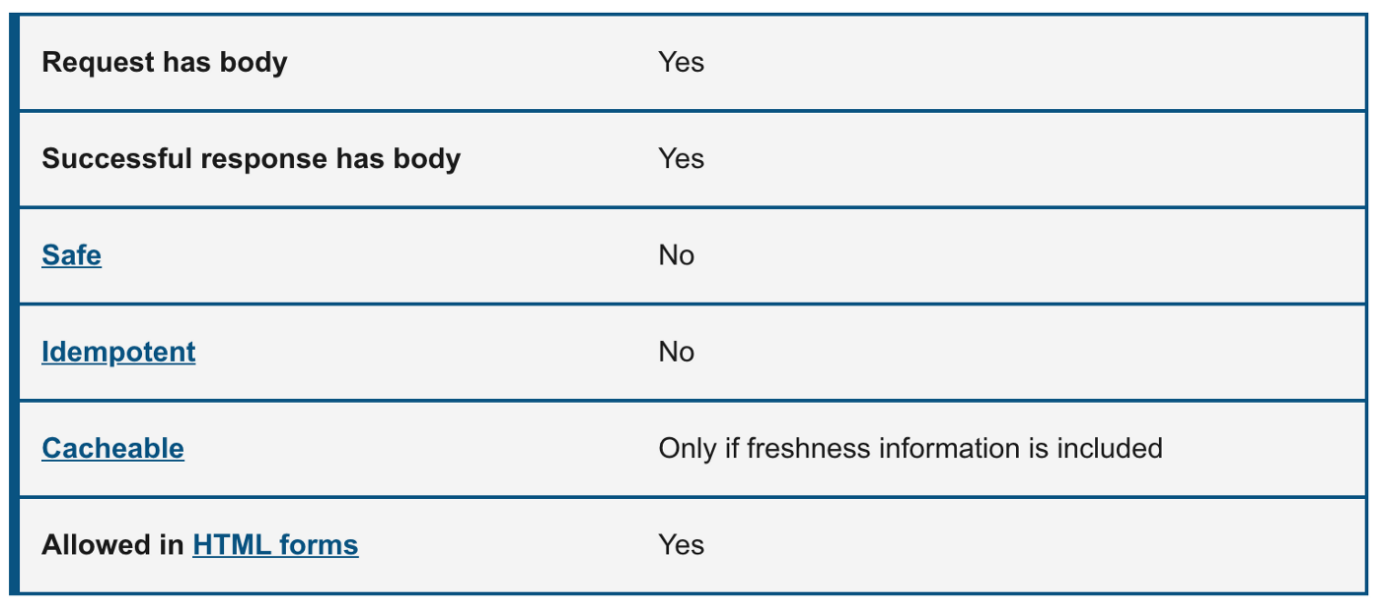 Request has body Yes
Successful response has body Yes
Safe No
Idempotent No
Cacheable Only if freshness information is included
Allowed in HTML forms Yes